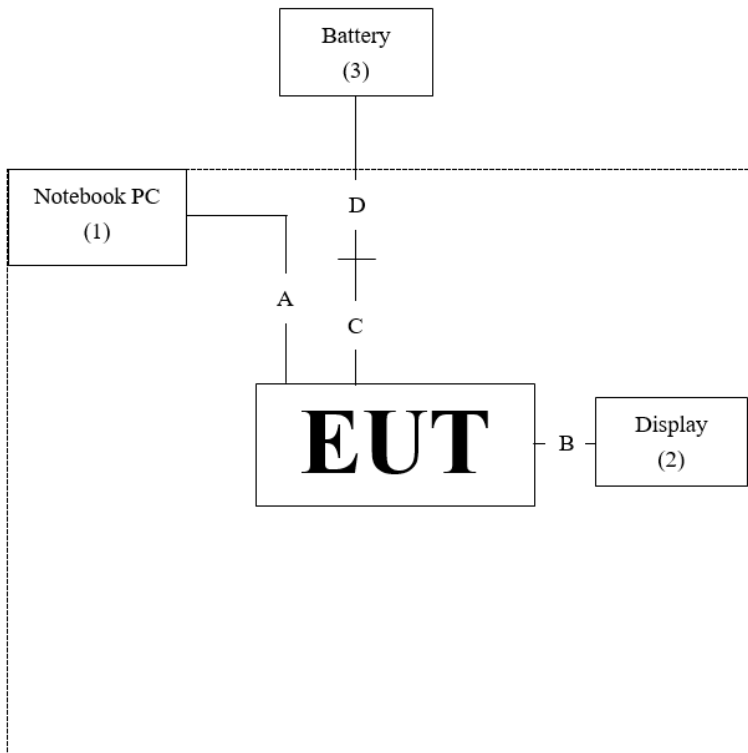 Battery
(3)
Notebook PC
(1)
D
A
C
EUT
B
Display
(2)